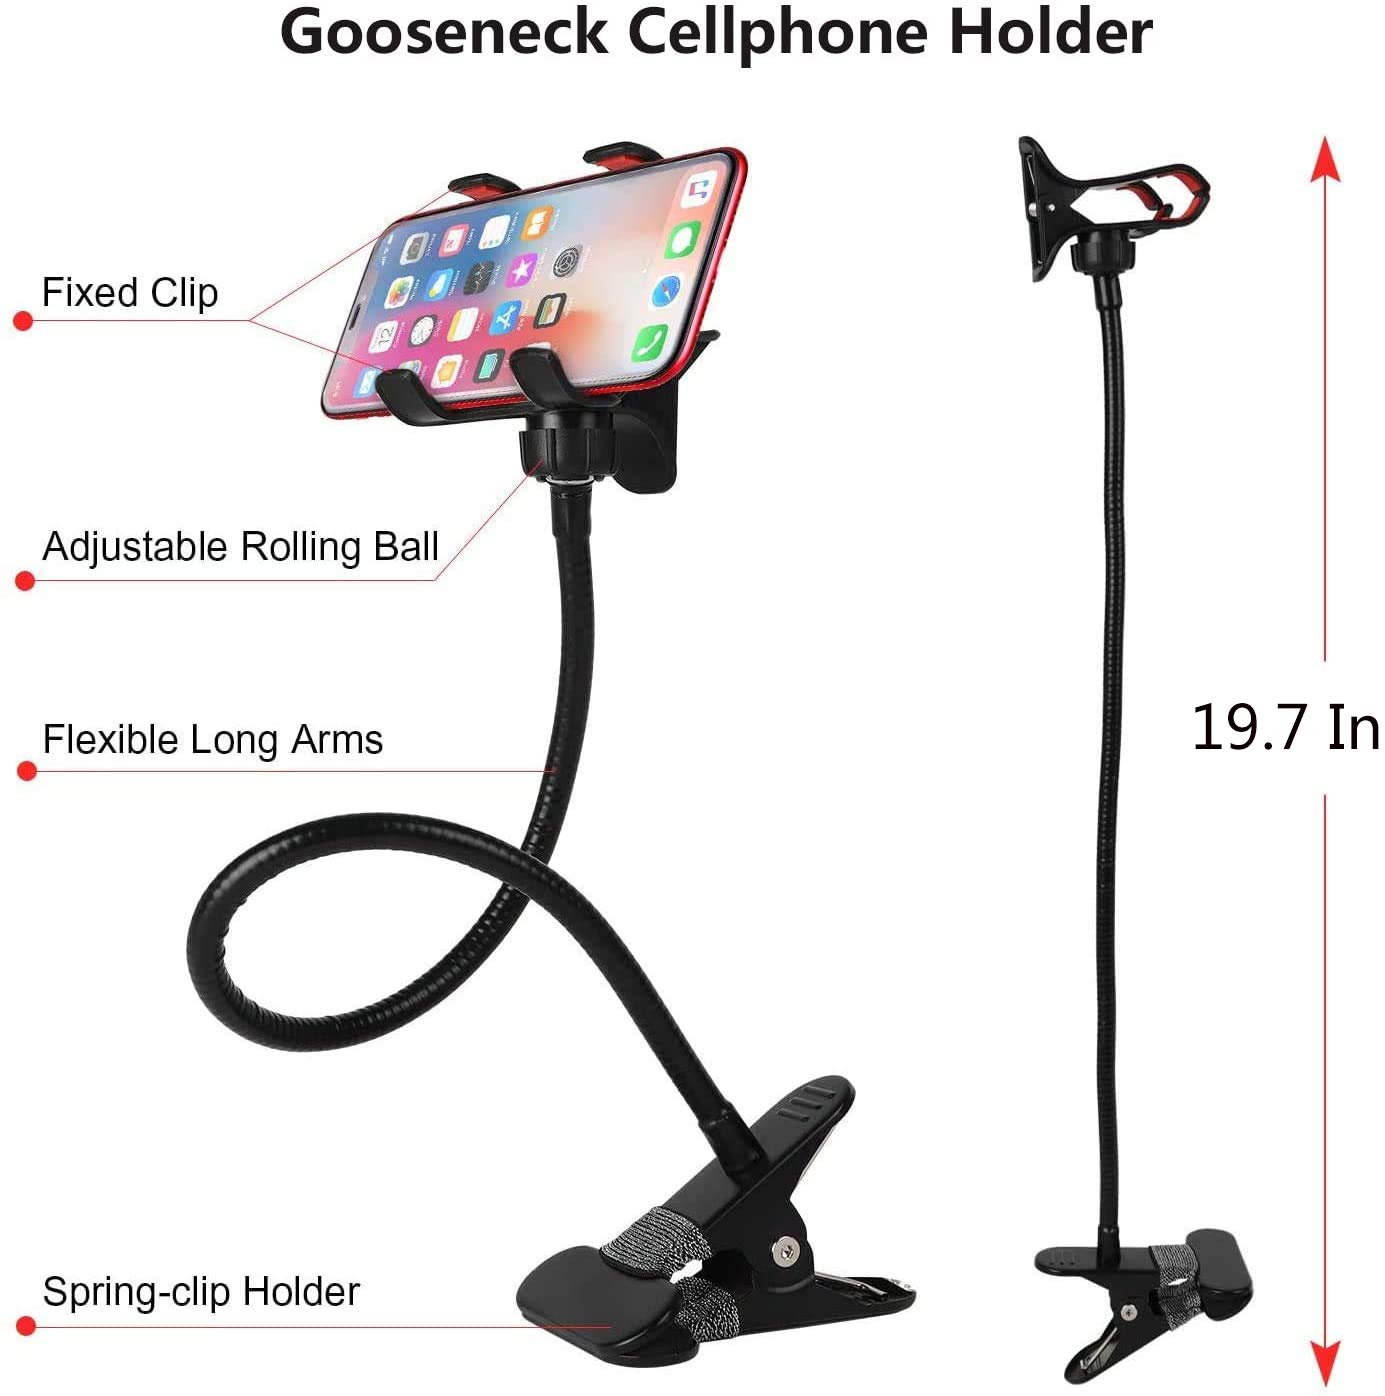 Gooseneck Cellphone Holder
Fixed Clip
Adjustable Rolling Ball
Flexible Long Arms
19.7 In
Spring-clip Holder